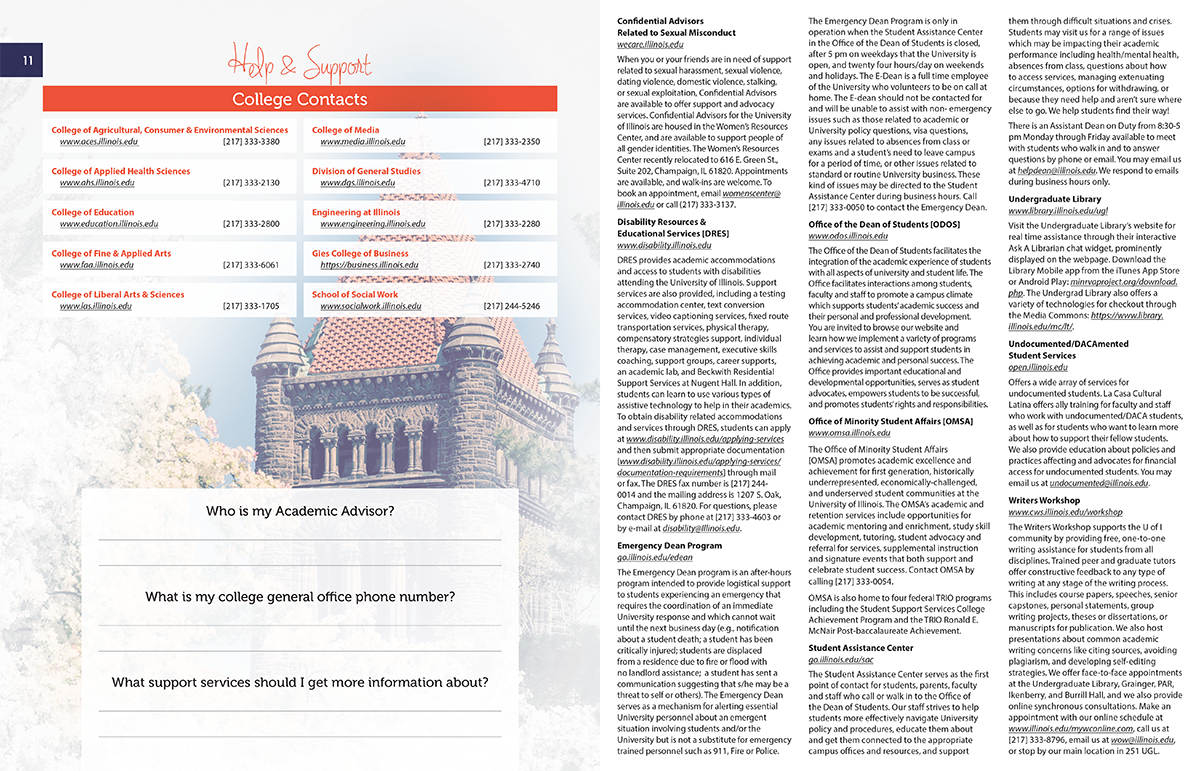 11
Help & Support
College Contacts
College of Agricultural, Consumer & Environmental Sciences
www.aces.illinois.edu [217] 333-3380
College of Applied Health Sciences
www.ahs.illinois.edu [217] 333-2130
College of Education
www.education.illinois.edu [217] 333-2800
College of Fine & Applied Arts
www.faa.illinois.edu [217] 333-6061
College of Liberal Arts & Sciences
www.las.illinois.edu [217] 333-1705
College of Media
www.media.illinois.edu [217] 333-2350
Division of General Studies
www.dgs.illinois.edu [217] 333-4710
Engineering at Illinois
www.engineering.illinois.edu [217] 333-2280
Gies College of Business
https://business.illinois.edu [217] 333-2740
School of Social Work
www.socialwork.illinois.edu [217] 244-5246
Who is my Academic Advisor?
What is my college general office phone number?
What support services should I get more information about?
Confidential Advisors
Related to Sexual Misconduct
wecare.illinois.edu
When you or your friends are in need of support
related to sexual harassment, sexual violence,
dating violence, domestic violence, stalking,
or sexual exploitation, Confidential Advisors
are available to offer support and advocacy
services. Confidential Advisors for the University
of Illinois are housed in the Women's Resources
Center, and are available to support people of
all gender identities. The Women's Resources
Center recently relocated to 616 E. Green St.,
Suite 202, Champaign, IL 61820. Appointments
are available, and walk-ins are welcome. To
book an appointment, email womenscenter@
illinois.edu or call (217) 333-3137.
Disability Resources &
Educational Services [DRES]
www.disability.illinois.edu
DRES provides academic accommodations
and access to students with disabilities
attending the University of Illinois. Support
services are also provided, including a testing
accommodation center, text conversion
services, video captioning services, fixed route
transportation services, physical therapy,
compensatory strategies support, individual
therapy, case management, executive skills
coaching, support groups, career supports,
an academic lab, and Beckwith Residential
Support Services at Nugent Hall. In addition,
students can learn to use various types of
assistive technology to help in their academics.
To obtain disability related accommodations
and services through DRES, students can apply
at www.disability.illinois.edu/applying-services
and then submit appropriate documentation
[www.disability.illinois.edu/applying-services/
documentation-requirements] through mail
or fax. The DRES fax number is [217] 244-
0014 and the mailing address is 1207 S. Oak,
Champaign, IL 61820. For questions, please
contact DRES by phone at [217] 333-4603 or
by e-mail at disability@Illinois.edu.
Emergency Dean Program
go.illinois.edu/edean
The Emergency Dean program is an after-hours
program intended to provide logistical support
to students experiencing an emergency that
requires the coordination of an immediate
University response and which cannot wait
until the next business day (e.g., notification
about a student death; a student has been
critically injured; students are displaced
from a residence due to fire or flood with
no landlord assistance; a student has sent a
communication suggesting that s/he may be a
threat to self or others). The Emergency Dean
serves as a mechanism for alerting essential
University personnel about an emergent
situation involving students and/or the
University but is not a substitute for emergency
trained personnel such as 911, Fire or Police.
The Emergency Dean Program is only in
operation when the Student Assistance Center
in the Office of the Dean of Students is closed,
after 5 pm on weekdays that the University is
open, and twenty four hours/day on weekends
and holidays. The E-Dean is a full time employee
of the University who volunteers to be on call at
home. The E-dean should not be contacted for
and will be unable to assist with non- emergency
issues such as those related to academic or
University policy questions, visa questions,
any issues related to absences from class or
exams and a student's need to leave campus
for a period of time, or other issues related to
standard or routine University business. These
kind of issues may be directed to the Student
Assistance Center during business hours. Call
[217] 333-0050 to contact the Emergency Dean.
Office of the Dean of Students [ODOS]
www.odos.illinois.edu
The Office of the Dean of Students facilitates the
integration of the academic experience of students
with all aspects of university and student life. The
Office facilitates interactions among students,
faculty and staff to promote a campus climate
which supports students' academic success and
their personal and professional development.
You are invited to browse our website and
learn how we implement a variety of programs
and services to assist and support students in
achieving academic and personal success. The
Office provides important educational and
developmental opportunities, serves as student
advocates, empowers students to be successful,
and promotes students' rights and responsibilities.
Office of Minority Student Affairs [OMSA]
www.omsa.illinois.edu
The Office of Minority Student Affairs
[OMSA] promotes academic excellence and
achievement for first generation, historically
underrepresented, economically-challenged,
and underserved student communities at the
University of Illinois. The OMSA's academic and
retention services include opportunities for
academic mentoring and enrichment, study skill
development, tutoring, student advocacy and
referral for services, supplemental instruction
and signature events that both support and
celebrate student success. Contact OMSA by
calling [217] 333-0054.
OMSA is also home to four federal TRIO programs
including the Student Support Services College
Achievement Program and the TRIO Ronald E.
McNair Post-baccalaureate Achievement.
Student Assistance Center
go.illinois.edu/sac
The Student Assistance Center serves as the first
point of contact for students, parents, faculty
and staff who call or walk in to the Office of
the Dean of Students. Our staff strives to help
students more effectively navigate University
policy and procedures, educate them about
and get them connected to the appropriate
campus offices and resources, and support
them through difficult situations and crises.
Students may visit us for a range of issues
which may be impacting their academic
performance including health/mental health,
absences from class, questions about how
to access services, managing extenuating
circumstances, options for withdrawing, or
because they need help and aren't sure where
else to go. We help students find their way!
There is an Assistant Dean on Duty from 8:30-5
pm Monday through Friday available to meet
with students who walk in and to answer
questions by phone or email. You may email us
at helpdean@illinois.edu. We respond to emails
during business hours only.
Undergraduate Library
www.library.illinois.edu/ugl
Visit the Undergraduate Library's website for
real time assistance through their interactive
Ask A Librarian chat widget, prominently
displayed on the webpage. Download the
Library Mobile app from the iTunes App Store
or Android Play: minrvaproject.org/download.
php. The Undergrad Library also offers a
variety of technologies for checkout through
the Media Commons: https://www.library.
illinois.edu/mc/lt/.
Undocumented/DACAmented
Student Services
open.illinois.edu
Offers a wide array of services for
undocumented students. La Casa Cultural
Latina offers ally training for faculty and staff
who work with undocumented/DACA students,
as well as for students who want to learn more
about how to support their fellow students.
We also provide education about policies and
practices affecting and advocates for financial
access for undocumented students. You may
email us at undocumented@illinois.edu.
Writers Workshop
www.cws.illinois.edu/workshop
The Writers Workshop supports the U of I
community by providing free, one-to-one
writing assistance for students from all
disciplines. Trained peer and graduate tutors
offer constructive feedback to any type of
writing at any stage of the writing process.
This includes course papers, speeches, senior
capstones, personal statements, group
writing projects, theses or dissertations, or
manuscripts for publication. We also host
presentations about common academic
writing concerns like citing sources, avoiding
plagiarism, and developing self-editing
strategies. We offer face-to-face appointments
at the Undergraduate Library, Grainger, PAR,
Ikenberry, and Burrill Hall, and we also provide
online synchronous consultations. Make an
appointment with our online schedule at
www.illinois.edu/mywconline.com, call us at
[217] 333-8796, email us at wow@illinois.edu,
or stop by our main location in 251 UGL.